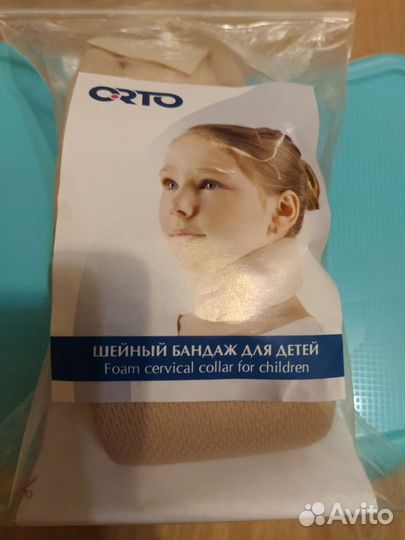 ORTO
ШЕЙНЫЙ БАНДАЖ ДЛЯ ДЕТЕЙ
Foam cervical collar for children
Avito